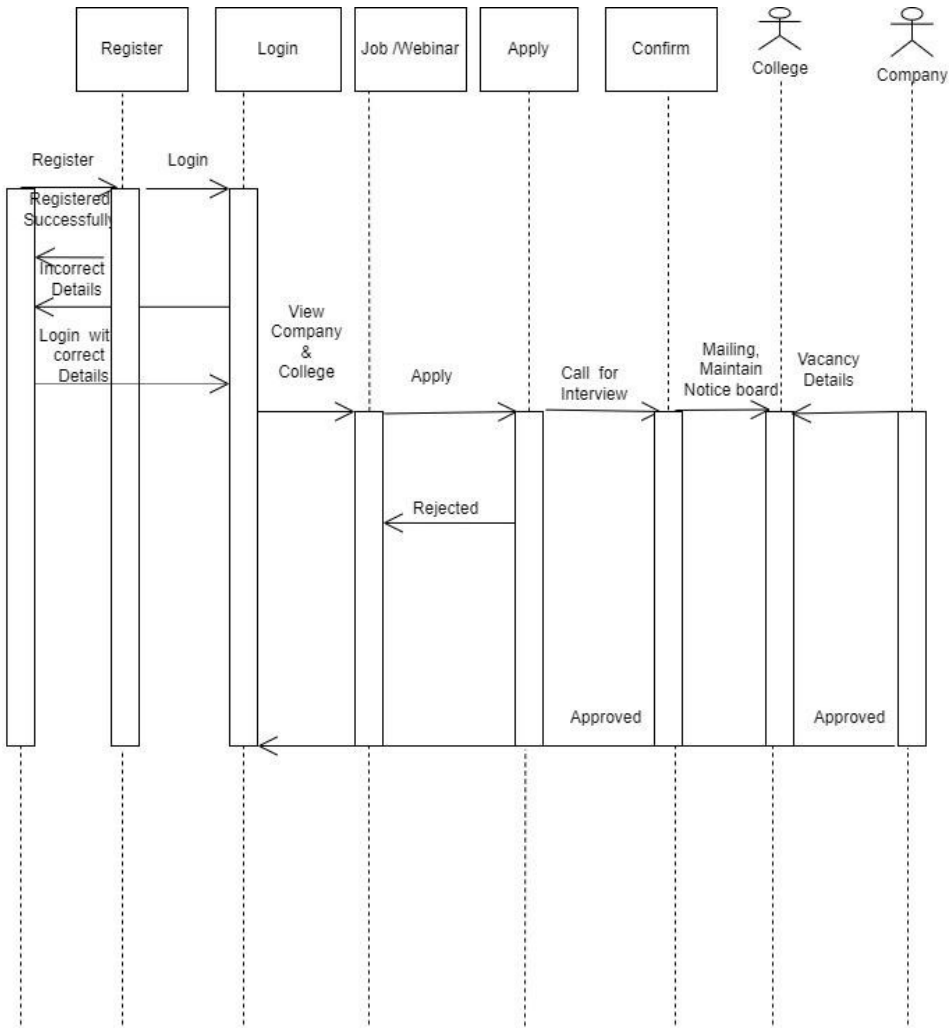 Register
Login
Job /Webinar
Apply
Confirm
College
Company
Register
Login
Registered
Successfully
Incorrect
Details
Login wit
correct
Details
View
Company
&
College
Apply
Call for
Interview
Mailing,
Maintain
Notice board
Vacancy
Details
Rejected
Approved
Approved